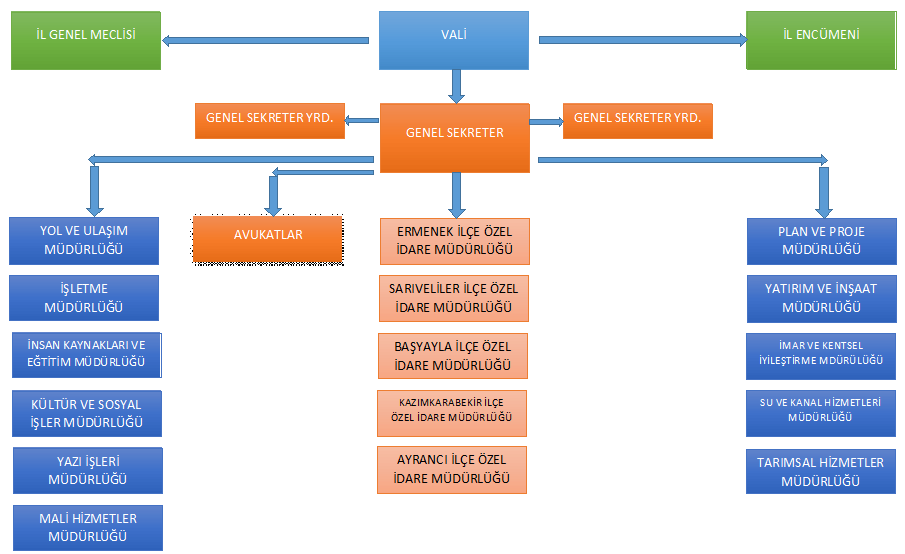 İL GENEL MECLİSİ
VALİ
İL ENCÜMENİ
GENEL SEKRETER YRD.
GENEL SEKRETER
GENEL SEKRETER YRD.
YOL VE ULAŞIM
MÜDÜRLÜĞÜ
İŞLETME
MÜDÜRLÜĞÜ
İNSAN KAYNAKLARI VE
EĞTİTİM MÜDÜRLÜĞÜ
KÜLTÜR VE SOSYAL
İŞLER MÜDÜRLÜĞÜ
YAZI İŞLERİ
MÜDÜRLÜĞÜ
MALİ HİZMETLER
MÜDÜRLÜĞÜ
AVUKATLAR
ERMENEK İLÇE ÖZEL
İDARE MÜDÜRLÜĞÜ
SARIVELİLER İLÇE ÖZEL
İDARE MÜDÜRLÜĞÜ
BAŞYAYLA İLÇE ÖZEL
İDARE MÜDÜRLÜĞÜ
KAZIMKARABEKİR İLÇE
ÖZEL İDARE MÜDÜRLÜĞÜ
AYRANCI İLÇE ÖZEL
İDARE MÜDÜRLÜĞÜ
PLAN VE PROJE
MÜDÜRLÜĞÜ
YATIRIM VE İNŞAAT
MÜDÜRLÜĞÜ
İMAR VE KENTSEL
İYİLEŞTİRME MDÜRÜLÜĞÜ
SU VE KANAL HİZMETLERİ
MÜDÜRLÜĞÜ
TARIMSAL HİZMETLER
MÜDÜRLÜĞÜ